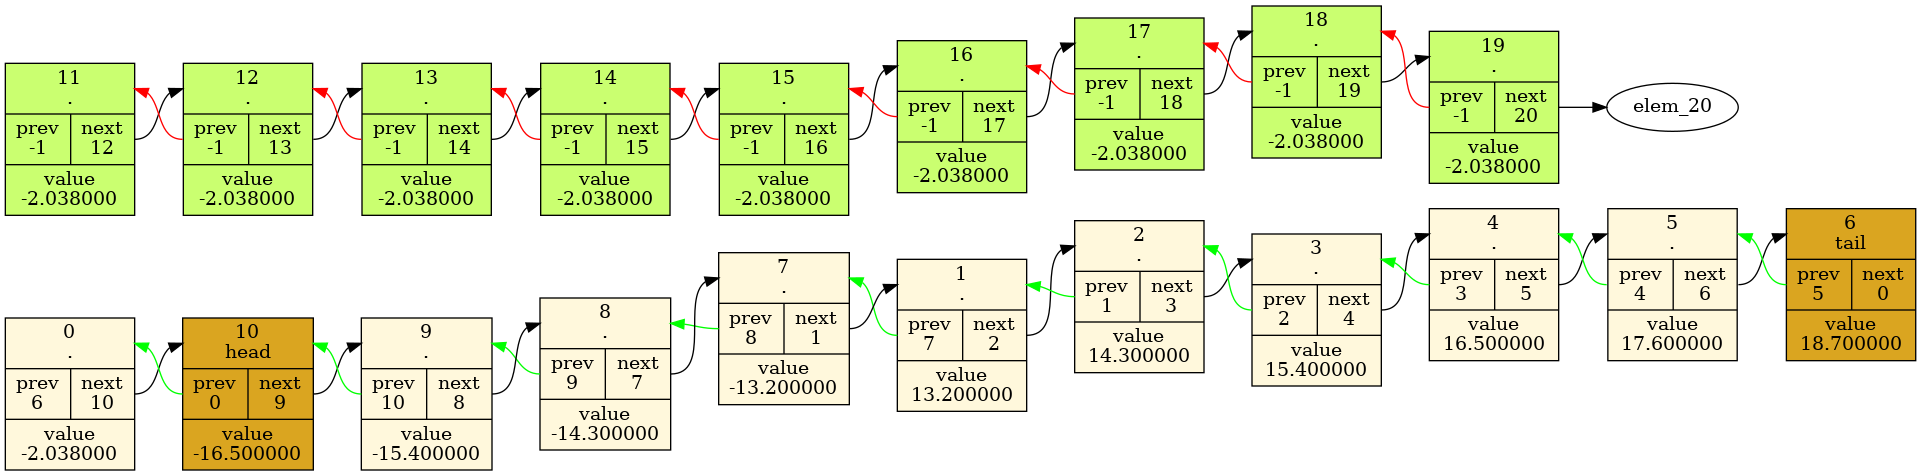 11
.
prev next
-1 12
value
-2.038000
12
.
prev next
-1 13
value
-2.038000
13
.
prev next
-1 14
value
-2.038000
14
.
prev next
-1 15
value
-2.038000
15
.
prev next
-1 16
value
-2.038000
16
.
prev next
-1 17
value
-2.038000
17
.
prev next
-1 18
value
-2.038000
18
.
prev next
-1 19
value
-2.038000
19
.
prev next
-1 20
value
-2.038000
elem_20
0
.
prev next
6 10
value
-2.038000
10
head
prev next
0 9
value
-16.500000
9
.
prev next
10 8
value
-15.400000
8
.
prev next
9 7
value
-14.300000
7
.
prev next
8 1
value
-13.200000
1
.
prev next
7 2
value
13.200000
2
.
prev next
1 3
value
14.300000
3
.
prev next
2 4
value
15.400000
4
.
prev next
3 5
value
16.500000
5
.
prev next
4 6
value
17.600000
6
tail
prev next
5 0
value
18.700000